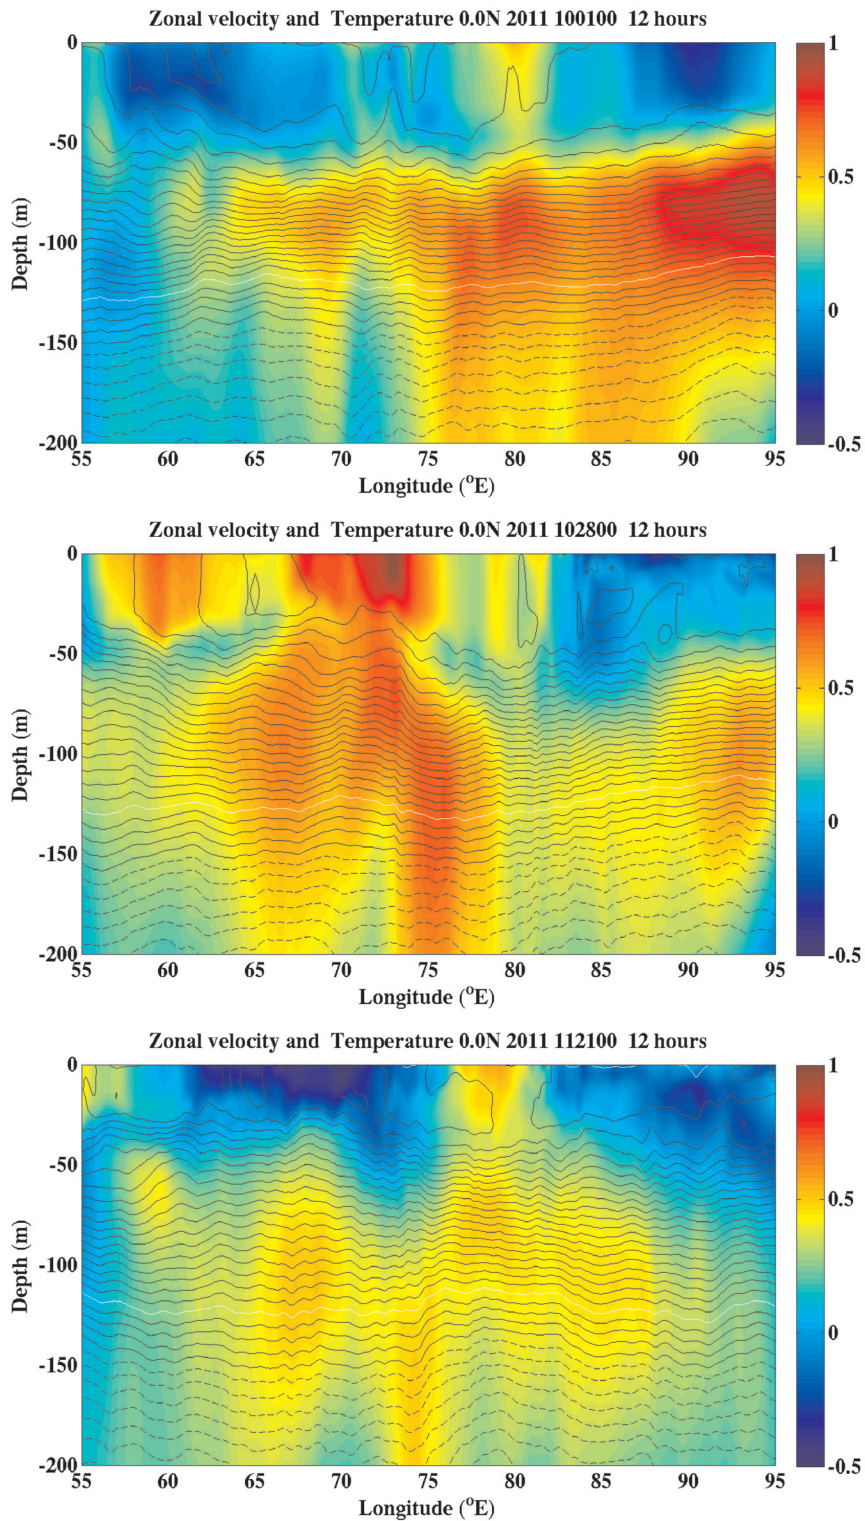 Zonal velocity and Temperature 0.0N 2011 100100 12 hours
0
-50
-100
-150
-200
Depth (m)
55 60 65 70 75 80 85 90 95
Longitude (°E)
1
0.5
0
-0.5
Zonal velocity and Temperature 0.0N 2011 102800 12 hours
0
-50
-100
-150
-200
Depth (m)
55 60 65 70 75 80 85 90 95
Longitude (°E)
1
0.5
0
-0.5
Zonal velocity and Temperature 0.0N 2011 112100 12 hours
0
-50
-100
-150
-200
Depth (m)
55 60 65 70 75 80 85 90 95
Longitude (°E)
1
0.5
0
-0.5